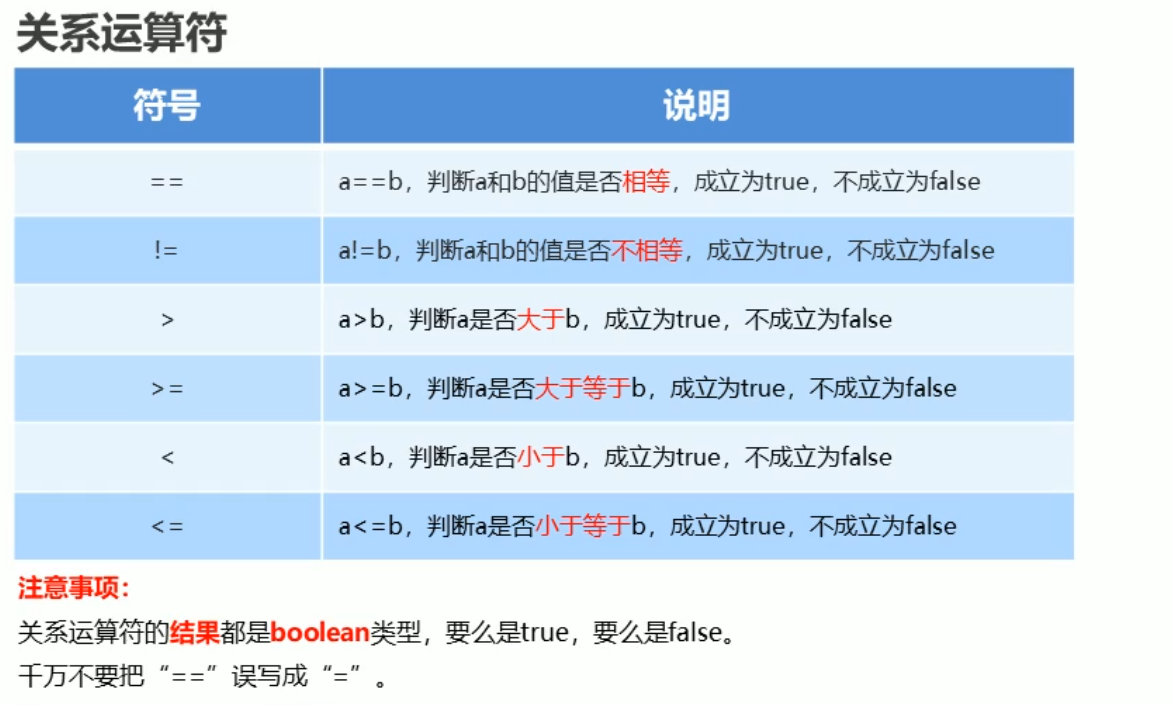 关系运算符
符号 说明
== a==b，判断a和b的值是否相等，成立为true，不成立为false
!= a!=b，判断a和b的值是否不相等，成立为true，不成立为false
> a>b，判断a是否大于b，成立为true，不成立为false
>= a>=b，判断a是否大于等于b，成立为true，不成立为false
< a<b，判断a是否小于b，成立为true，不成立为false
<= a<=b，判断a是否小于等于b，成立为true，不成立为false
注意事项：
关系运算符的结果都是boolean类型，要么是true，要么是false。
千万不要把“==”误写成“=”。